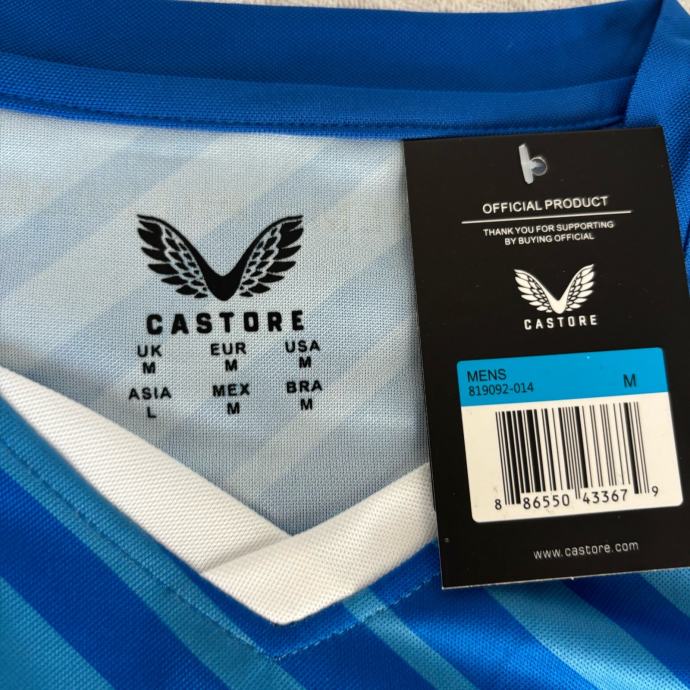 CASTORE
UK EUR USA
M M M
ASIA MEX BRA
L M M
OFFICIAL PRODUCT
THANK YOU FOR SUPPORTING
BY BUYING OFFICIAL
CASTORE
MENS
819092-014 M
8 86550 43367 9
www.castore.com